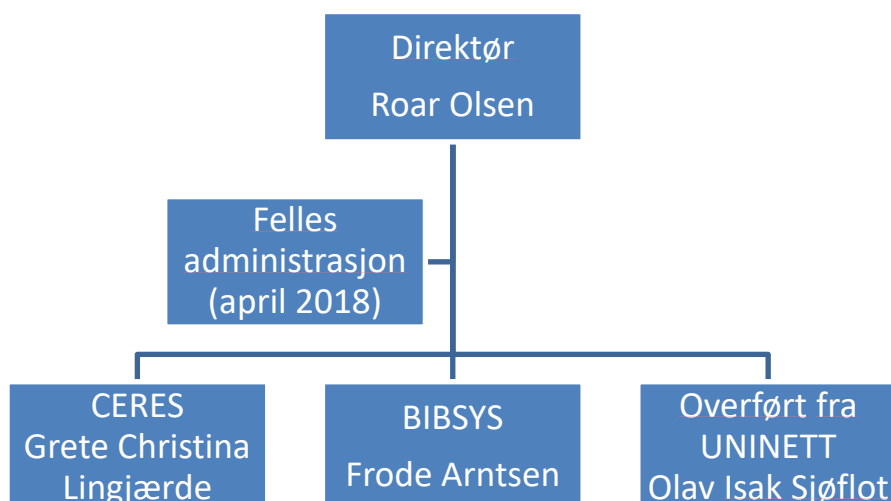 Direktør
Roar Olsen
Felles
administrasjon
(april 2018)
CERES
Grete Christina
Lingjærde
BIBSYS
Frode Arntsen
Overført fra
UNINETT
Olav Isak Sjøflot